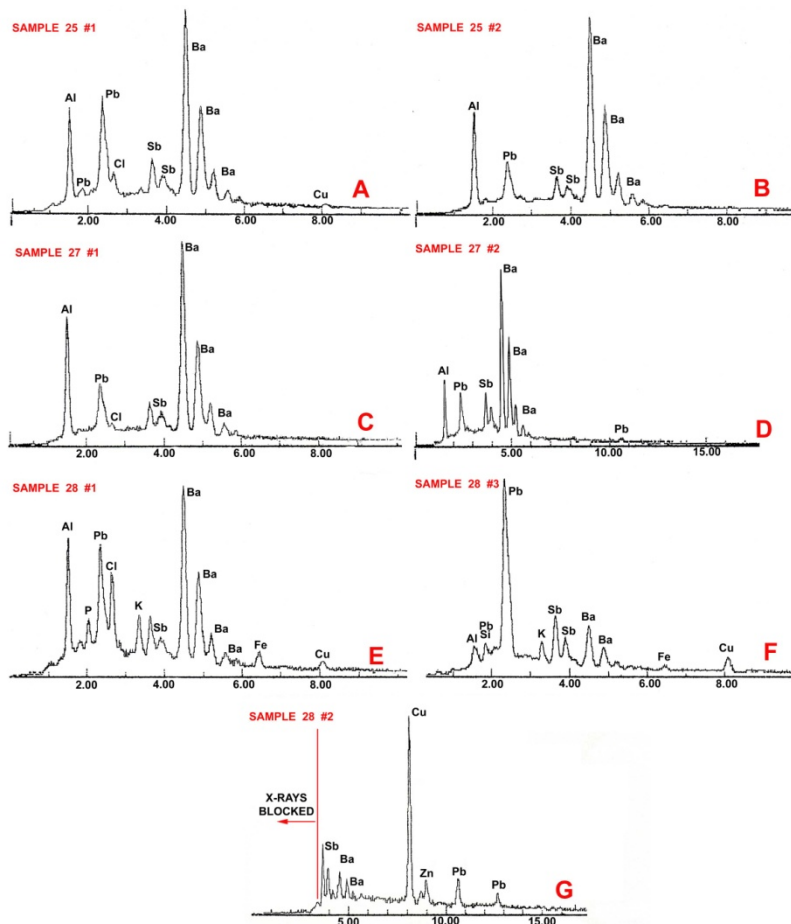 SAMPLE 25 #1
Ba
Al
Pb
Pb
Cl
Sb
Sb
Ba
Ba
Cu
A
2.00 4.00 6.00 8.00
SAMPLE 25 #2
Ba
Al
Pb
Sb
Sb
Ba
Ba
B
2.00 4.00 6.00 8.00
SAMPLE 27 #1
Ba
Al
Pb
Cl
Sb
Ba
Ba
C
2.00 4.00 6.00 8.00
SAMPLE 27 #2
Ba
Al
Pb
Sb
Ba
Ba
Pb
D
5.00 10.00 15.00
SAMPLE 28 #1
Ba
Al
P
Pb
Cl
K
Sb
Ba
Ba
Ba
Fe
Cu
E
2.00 4.00 6.00 8.00
SAMPLE 28 #3
Pb
Al
Pb
Si
K
Sb
Sb
Ba
Ba
Fe
Cu
F
2.00 4.00 6.00 8.00
SAMPLE 28 #2
X-RAYS
BLOCKED
Sb
Ba
Ba
Cu
Zn
Pb
Pb
G
5.00 10.00 15.00